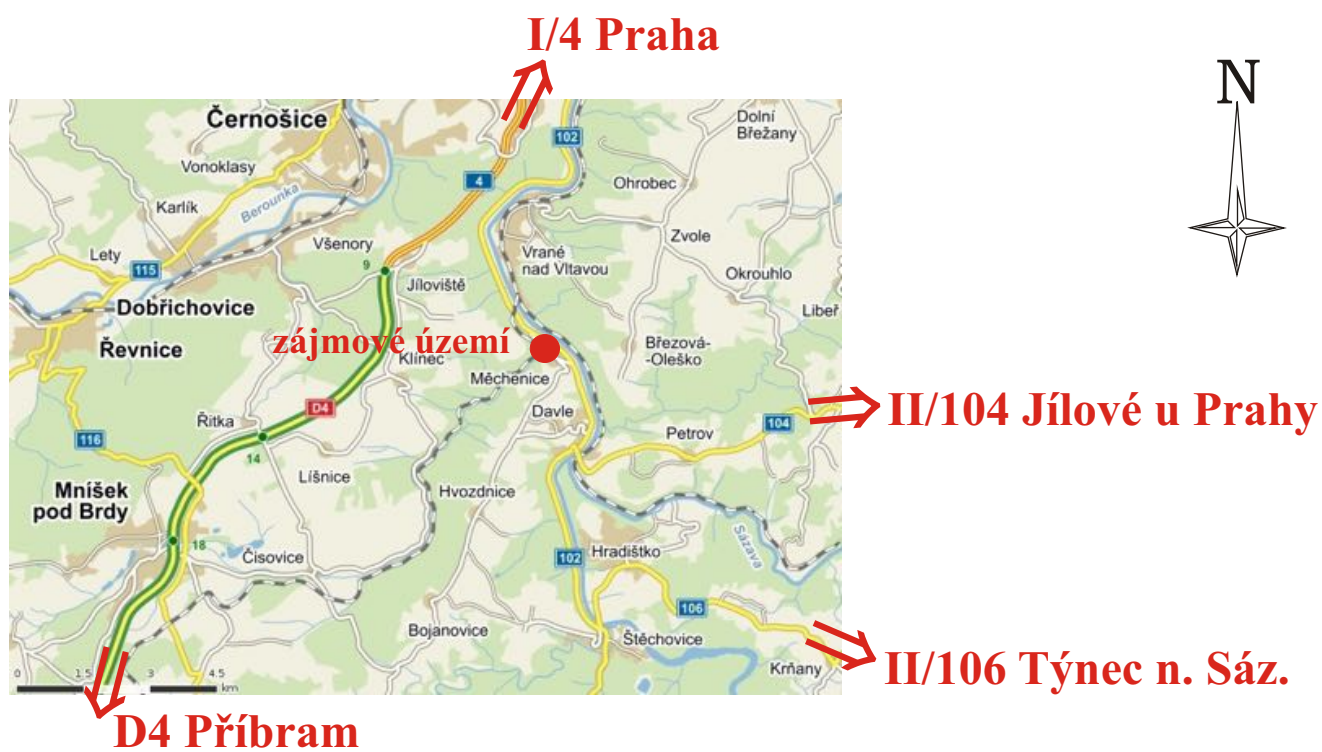 I/4 Praha
N
Černošice
102
Dolní
Břežany
Vonoklasy
4
Ohrobec
Karlík
Berounka
Zvole
Všenory
Lety
115
9
Vrané
nad Vltavou
Okrouhlo
Jíloviště
Dobřichovice
Libeř
Řevnice
zájmové území
Klínec
Březová-
-Oleško
Měchenice
D4
Davle
II/104 Jílové u Prahy
Řitka
104
116
Petrov
14
Líšnice
Mníšek
pod Brdy
Hvozdnice
18
Sázava
Čisovice
102
Hradištko
106
Bojanovice
Štěchovice
Krňany
II/106 Týnec n. Sáz.
0 1.5 3 4.5
km
D4 Příbram